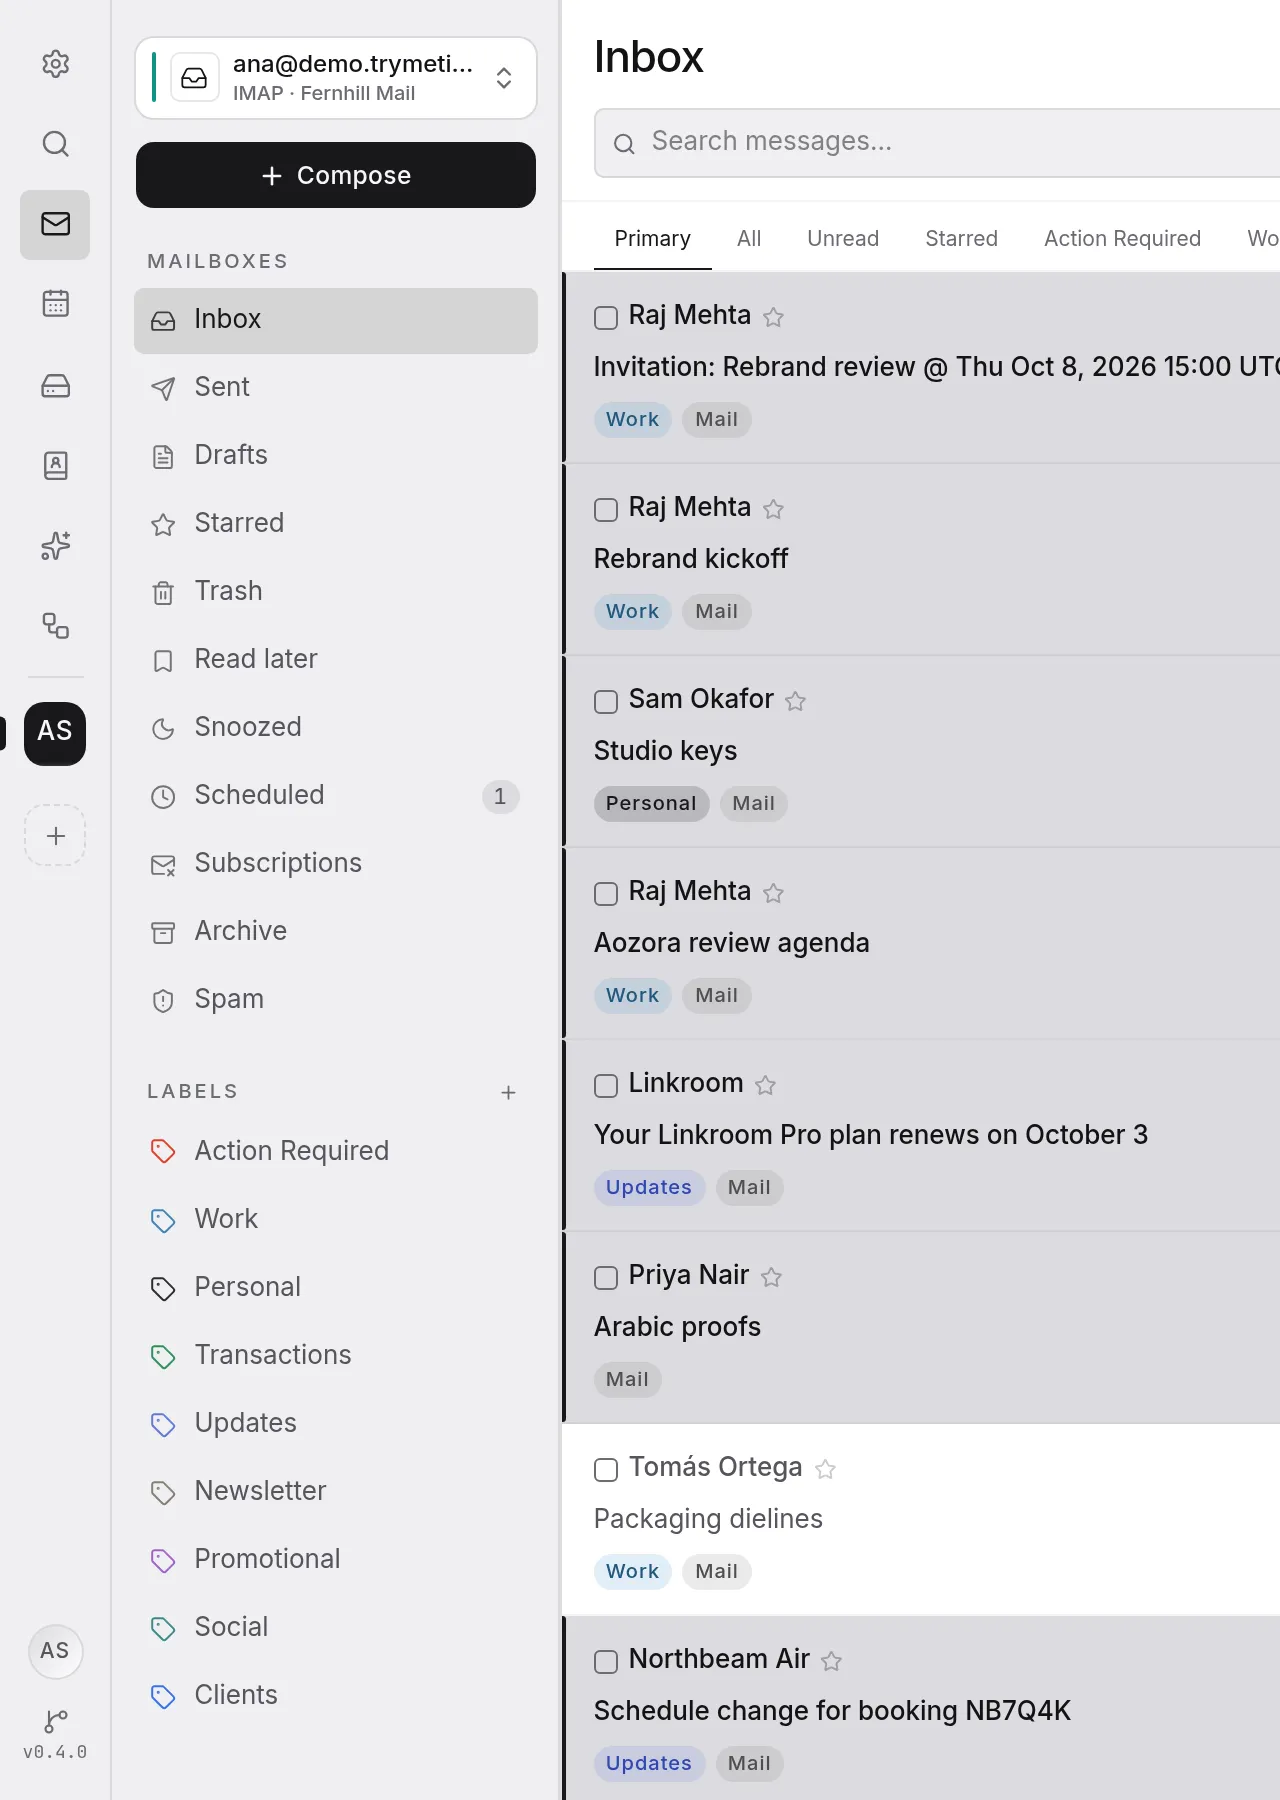 ana@demo.trymeti...
IMAP · Fernhill Mail
Compose
MAILBOXES
Inbox
Sent
Drafts
Starred
Trash
Read later
Snoozed
Scheduled 1
Subscriptions
Archive
Spam
LABELS
Action Required
Work
Personal
Transactions
Updates
Newsletter
Promotional
Social
Clients
AS
AS
v0.4.0
Inbox
Search messages...
Primary All Unread Starred Action Required Wo
Raj Mehta
Invitation: Rebrand review @ Thu Oct 8, 2026 15:00 UTC
Work Mail
Raj Mehta
Rebrand kickoff
Work Mail
Sam Okafor
Studio keys
Personal Mail
Raj Mehta
Aozora review agenda
Work Mail
Linkroom
Your Linkroom Pro plan renews on October 3
Updates Mail
Priya Nair
Arabic proofs
Mail
Tomás Ortega
Packaging dielines
Work Mail
Northbeam Air
Schedule change for booking NB7Q4K
Updates Mail